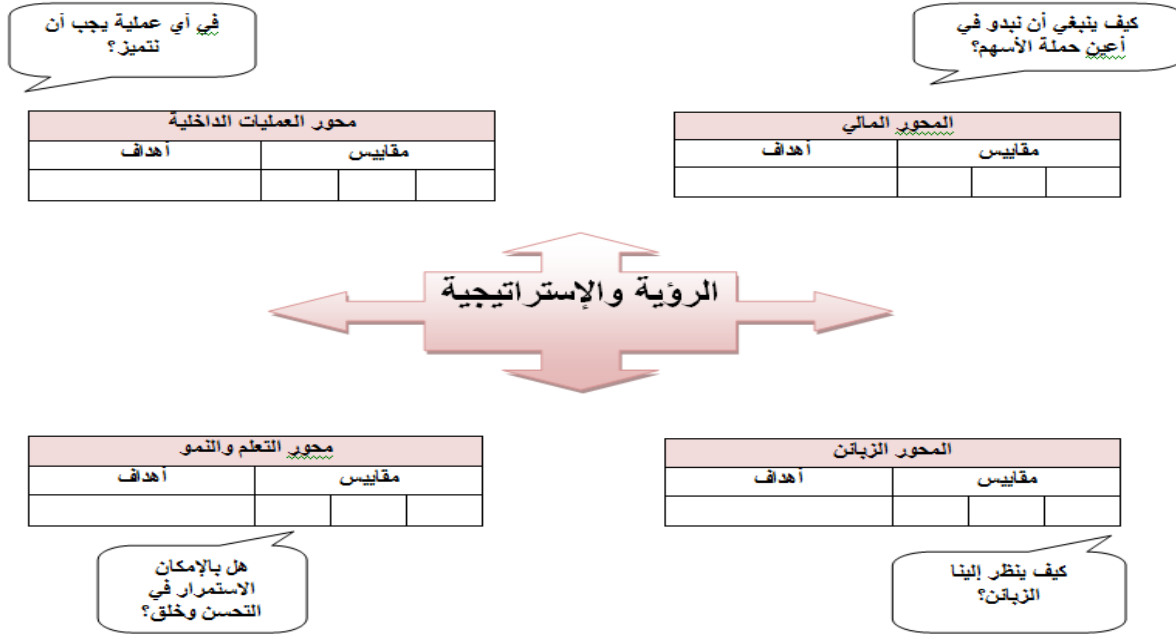 كيف ينبغي أن نبدو في
أعين حملة الأسهم؟
في أي عملية يجب أن
نتميز؟
المحور المالي
أهداف مقاييس
محور العمليات الداخلية
أهداف مقاييس
الرؤية والإستراتيجية
المحور الزبائن
أهداف مقاييس
محور التعلم والنمو
أهداف مقاييس
كيف ينظر إلينا
الزبائن؟
هل بالإمكان
الاستمرار في
التحسن وخلق؟